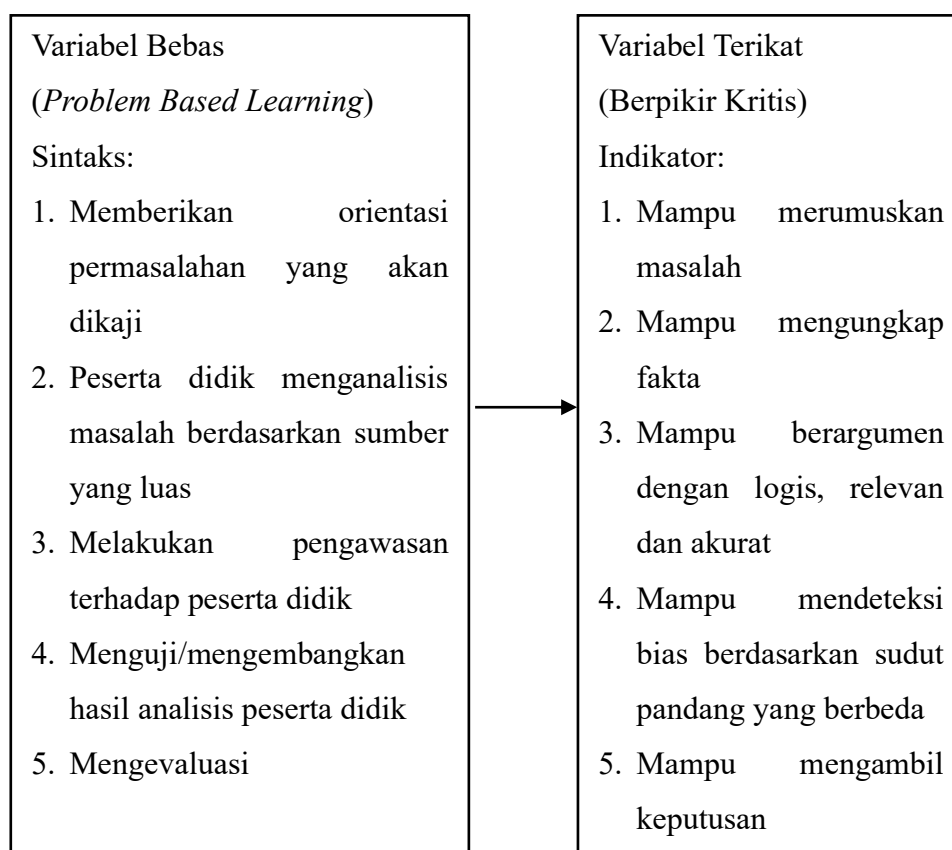 Variabel Bebas
(Problem Based Learning)
Sintaks:
1. Memberikan orientasi
permasalahan yang akan
dikaji
2. Peserta didik menganalisis
masalah berdasarkan sumber
yang luas
3. Melakukan pengawasan
terhadap peserta didik
4. Menguji/mengembangkan
hasil analisis peserta didik
5. Mengevaluasi
Variabel Terikat
(Berpikir Kritis)
Indikator:
1. Mampu merumuskan
masalah
2. Mampu mengungkap
fakta
3. Mampu berargumen
dengan logis, relevan
dan akurat
4. Mampu mendeteksi
bias berdasarkan sudut
pandang yang berbeda
5. Mampu mengambil
keputusan